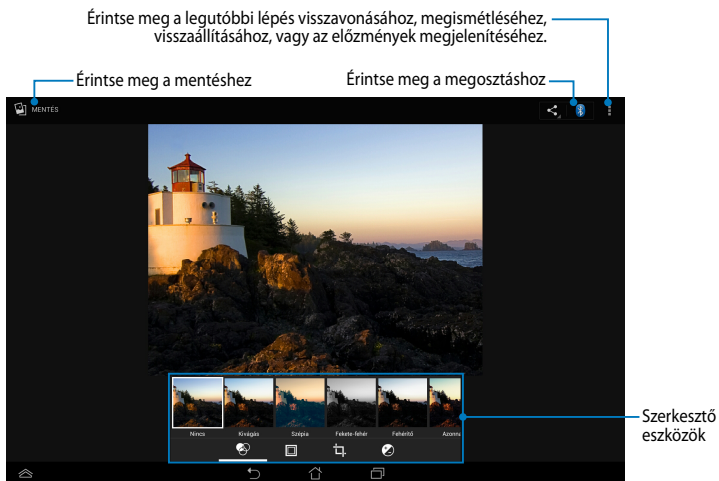 Érintse meg a legutóbbi lépés visszavonásához, megismétléséhez,
visszaállításához, vagy az előzmények megjelenítéséhez.
Érintse meg a mentéshez
Érintse meg a megosztáshoz
MENTÉS
Nincs
Kivágás
Szépia
Fekete-fehér
Fehérítő
Azonna
Szerkesztő
eszközök